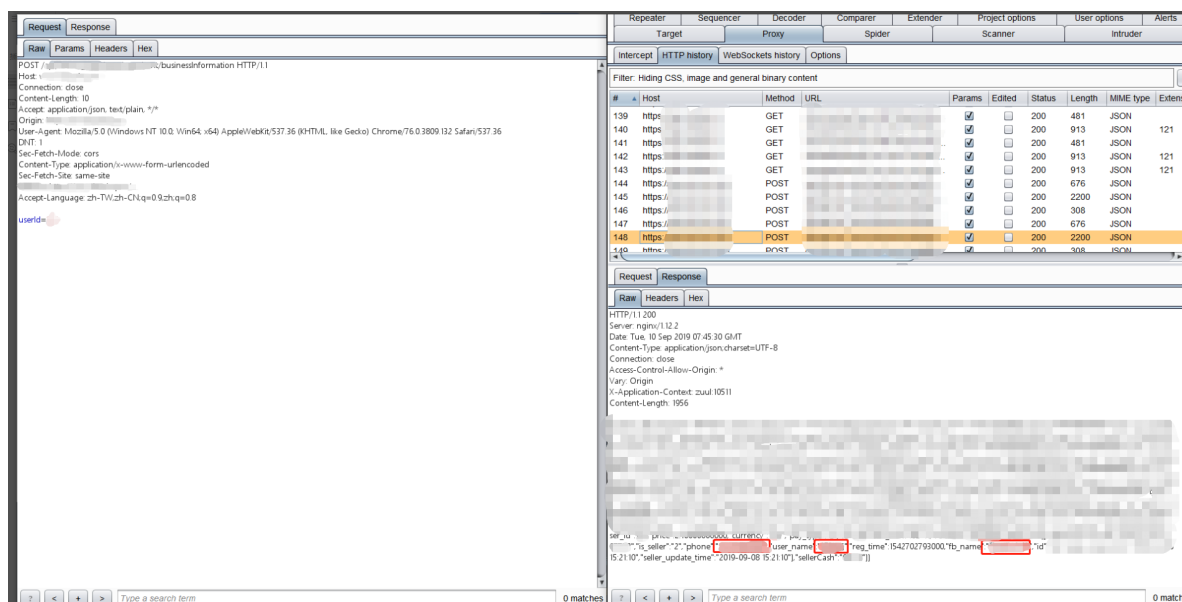 Request Response
Raw Params Headers Hex
POST / /businessInformation HTTP/1.1
Host:
Connection: close
Content-Length: 10
Accept: application/json, text/plain, */*
Origin:
User-Agent: Mozilla/5.0 (Windows NT 10.0; Win64; x64) AppleWebKit/537.36 (KHTML, like Gecko) Chrome/76.0.3809.132 Safari/537.36
DNT: 1
Sec-Fetch-Mode: cors
Content-Type: application/x-www-form-urlencoded
Sec-Fetch-Site: same-site
Accept-Language: zh-TW,zh-CN;q=0.9,zh;q=0.8
userId=
? < + > Type a search term 0 matches
Repeater Sequencer Decoder Comparer Extender Project options User options Alerts
Target Proxy Spider Scanner Intruder
Intercept HTTP history WebSockets history Options
Filter: Hiding CSS, image and general binary content
# Host Method URL Params Edited Status Length MIME type Extens
139 https GET 200 481 JSON
140 https GET 200 913 JSON 121
141 https GET 200 481 JSON
142 https: GET 200 913 JSON 121
143 https: GET 200 913 JSON 121
144 https:/ POST 200 676 JSON
145 https:/ POST 200 2200 JSON
146 https:/ POST 200 308 JSON
147 https:/ POST 200 676 JSON
148 https:/ POST 200 2200 JSON
149 https POST 200 308 JSON
Request Response
Raw Headers Hex
HTTP/1.1 200
Server: nginx/1.12.2
Date: Tue, 10 Sep 2019 07:45:30 GMT
Content-Type: application/json;charset=UTF-8
Connection: close
Access-Control-Allow-Origin: *
Vary: Origin
X-Application-Context: zuul:10511
Content-Length: 1956
","is_seller":"2","phone":" "user_name": "reg_time":1542702793000,"fb_name":" "id"
15:21:10","seller_update_time":"2019-09-08 15:21:10"},"sellerCash":" "}}
? < + > Type a search term 0 match